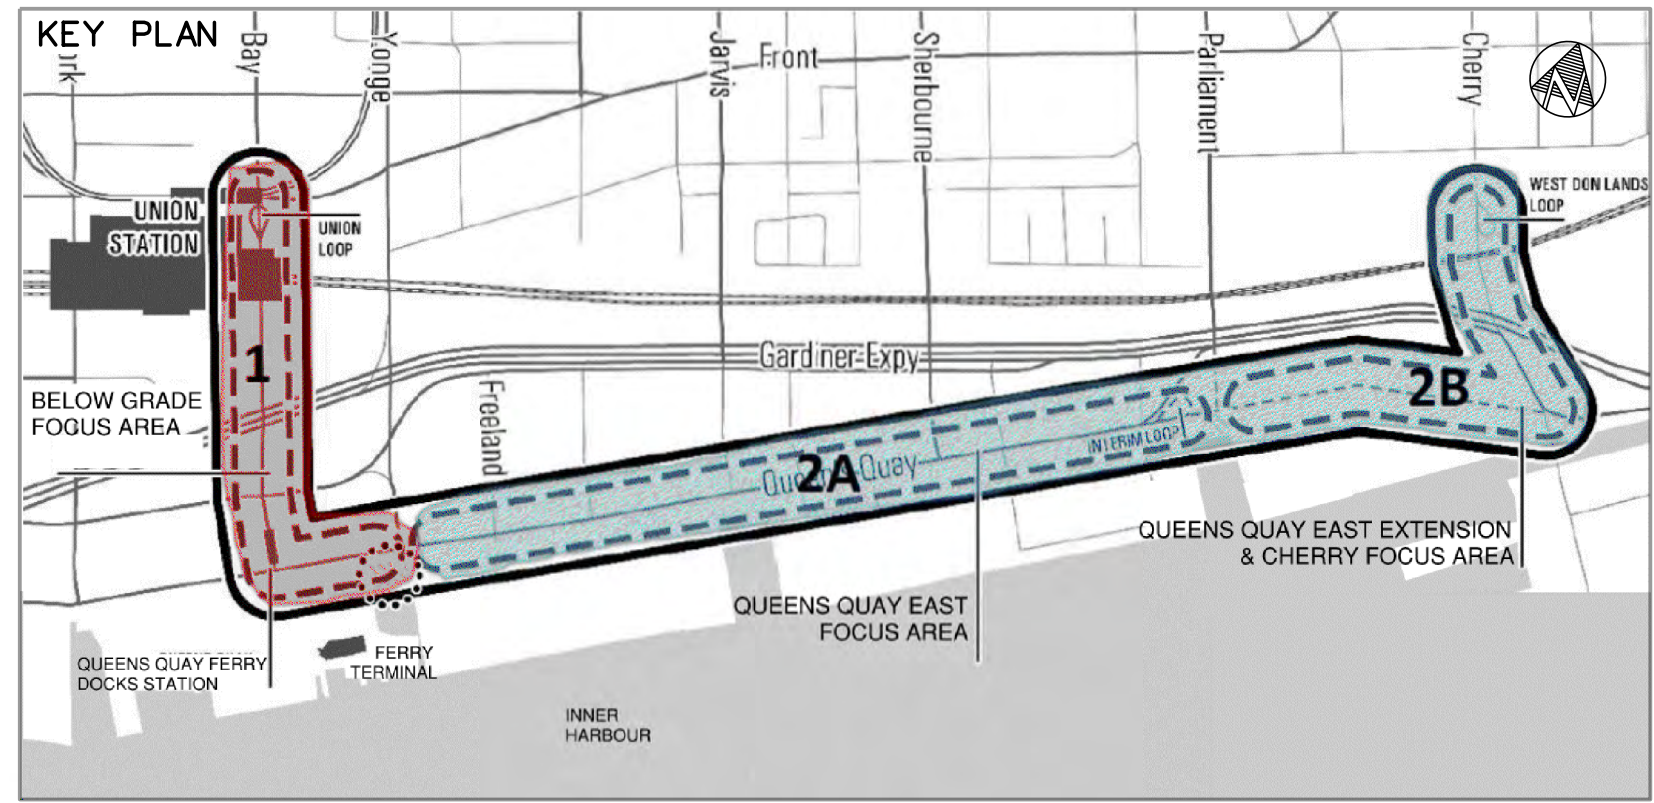 KEY PLAN
Bay
Yonge
Jarvis
Front
Sherbourne
Parliament
Cherry
UNION
STATION
UNION
LOOP
WEST DON LANDS
LOOP
1
BELOW GRADE
FOCUS AREA
Gardiner Expy
Freeland
2A
Quay
INTERIM LOOP
2B
QUEENS QUAY EAST EXTENSION
& CHERRY FOCUS AREA
QUEENS QUAY EAST
FOCUS AREA
QUEENS QUAY FERRY
DOCKS STATION
FERRY
TERMINAL
INNER
HARBOUR